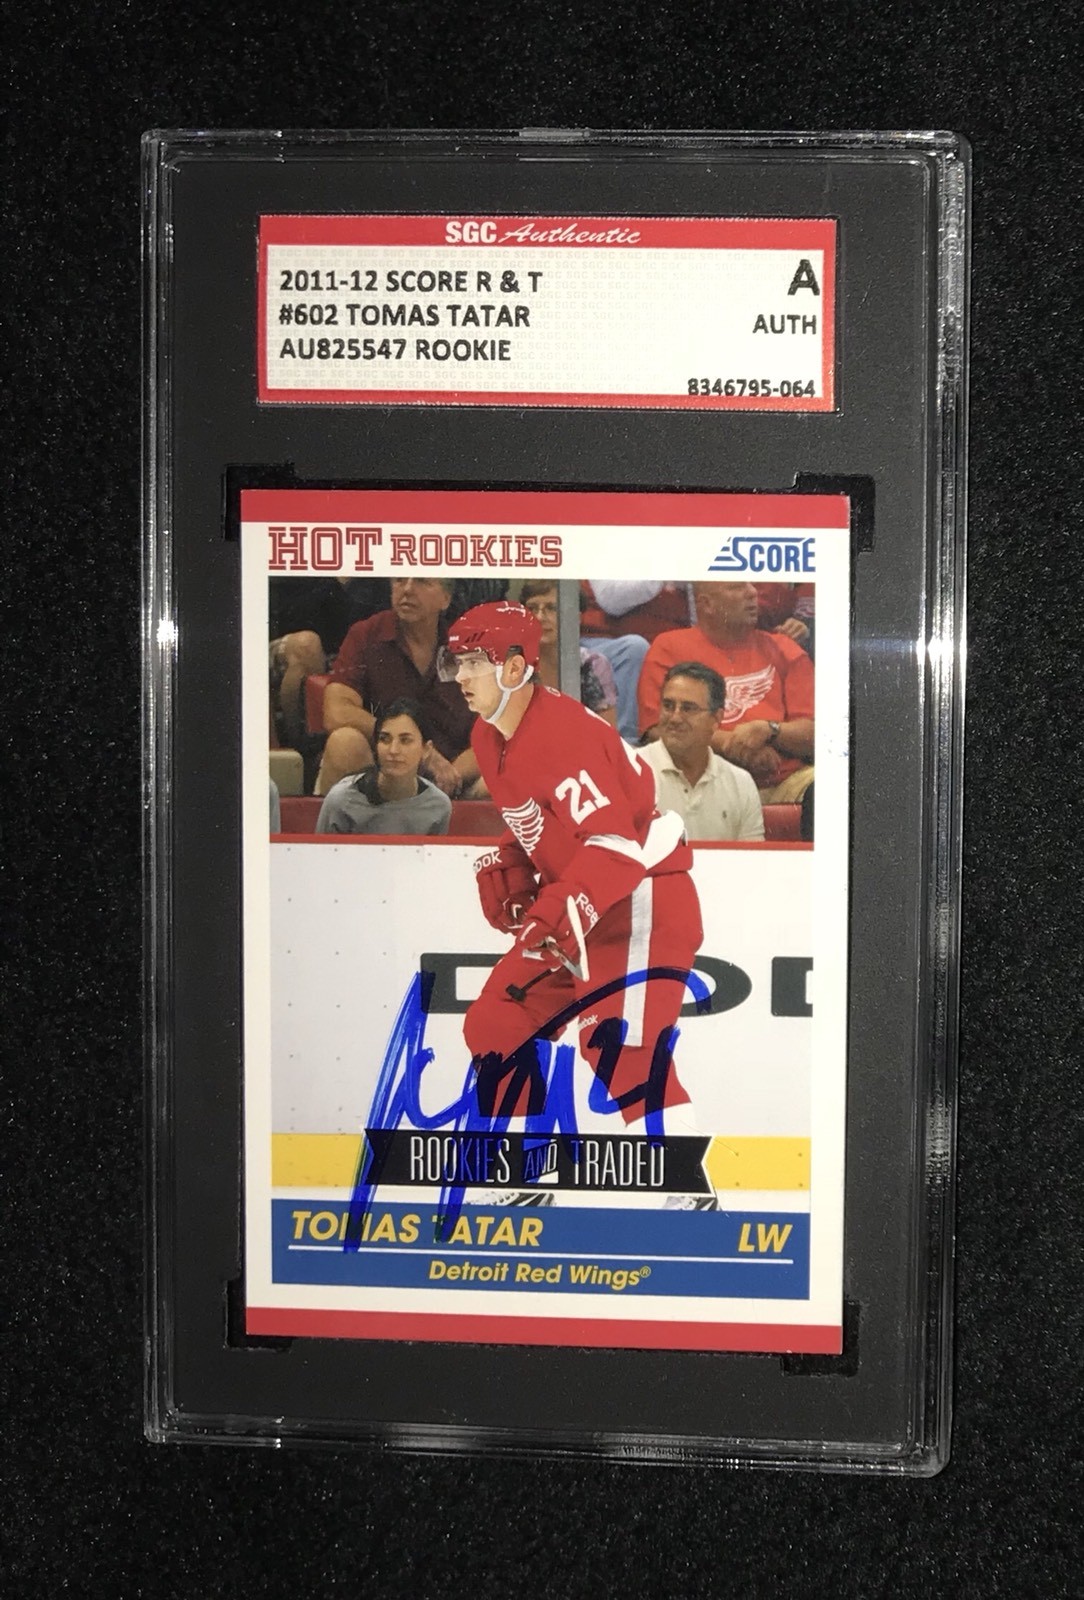 SGC Authentic
2011-12 SCORE R & T
#602 TOMAS TATAR
AU825547 ROOKIE
A
AUTH
8346795-064
HOT ROOKIES
SCORE
21
Reebok
ROOKIES AND TRADED
TOMAS TATAR
LW
Detroit Red Wings®